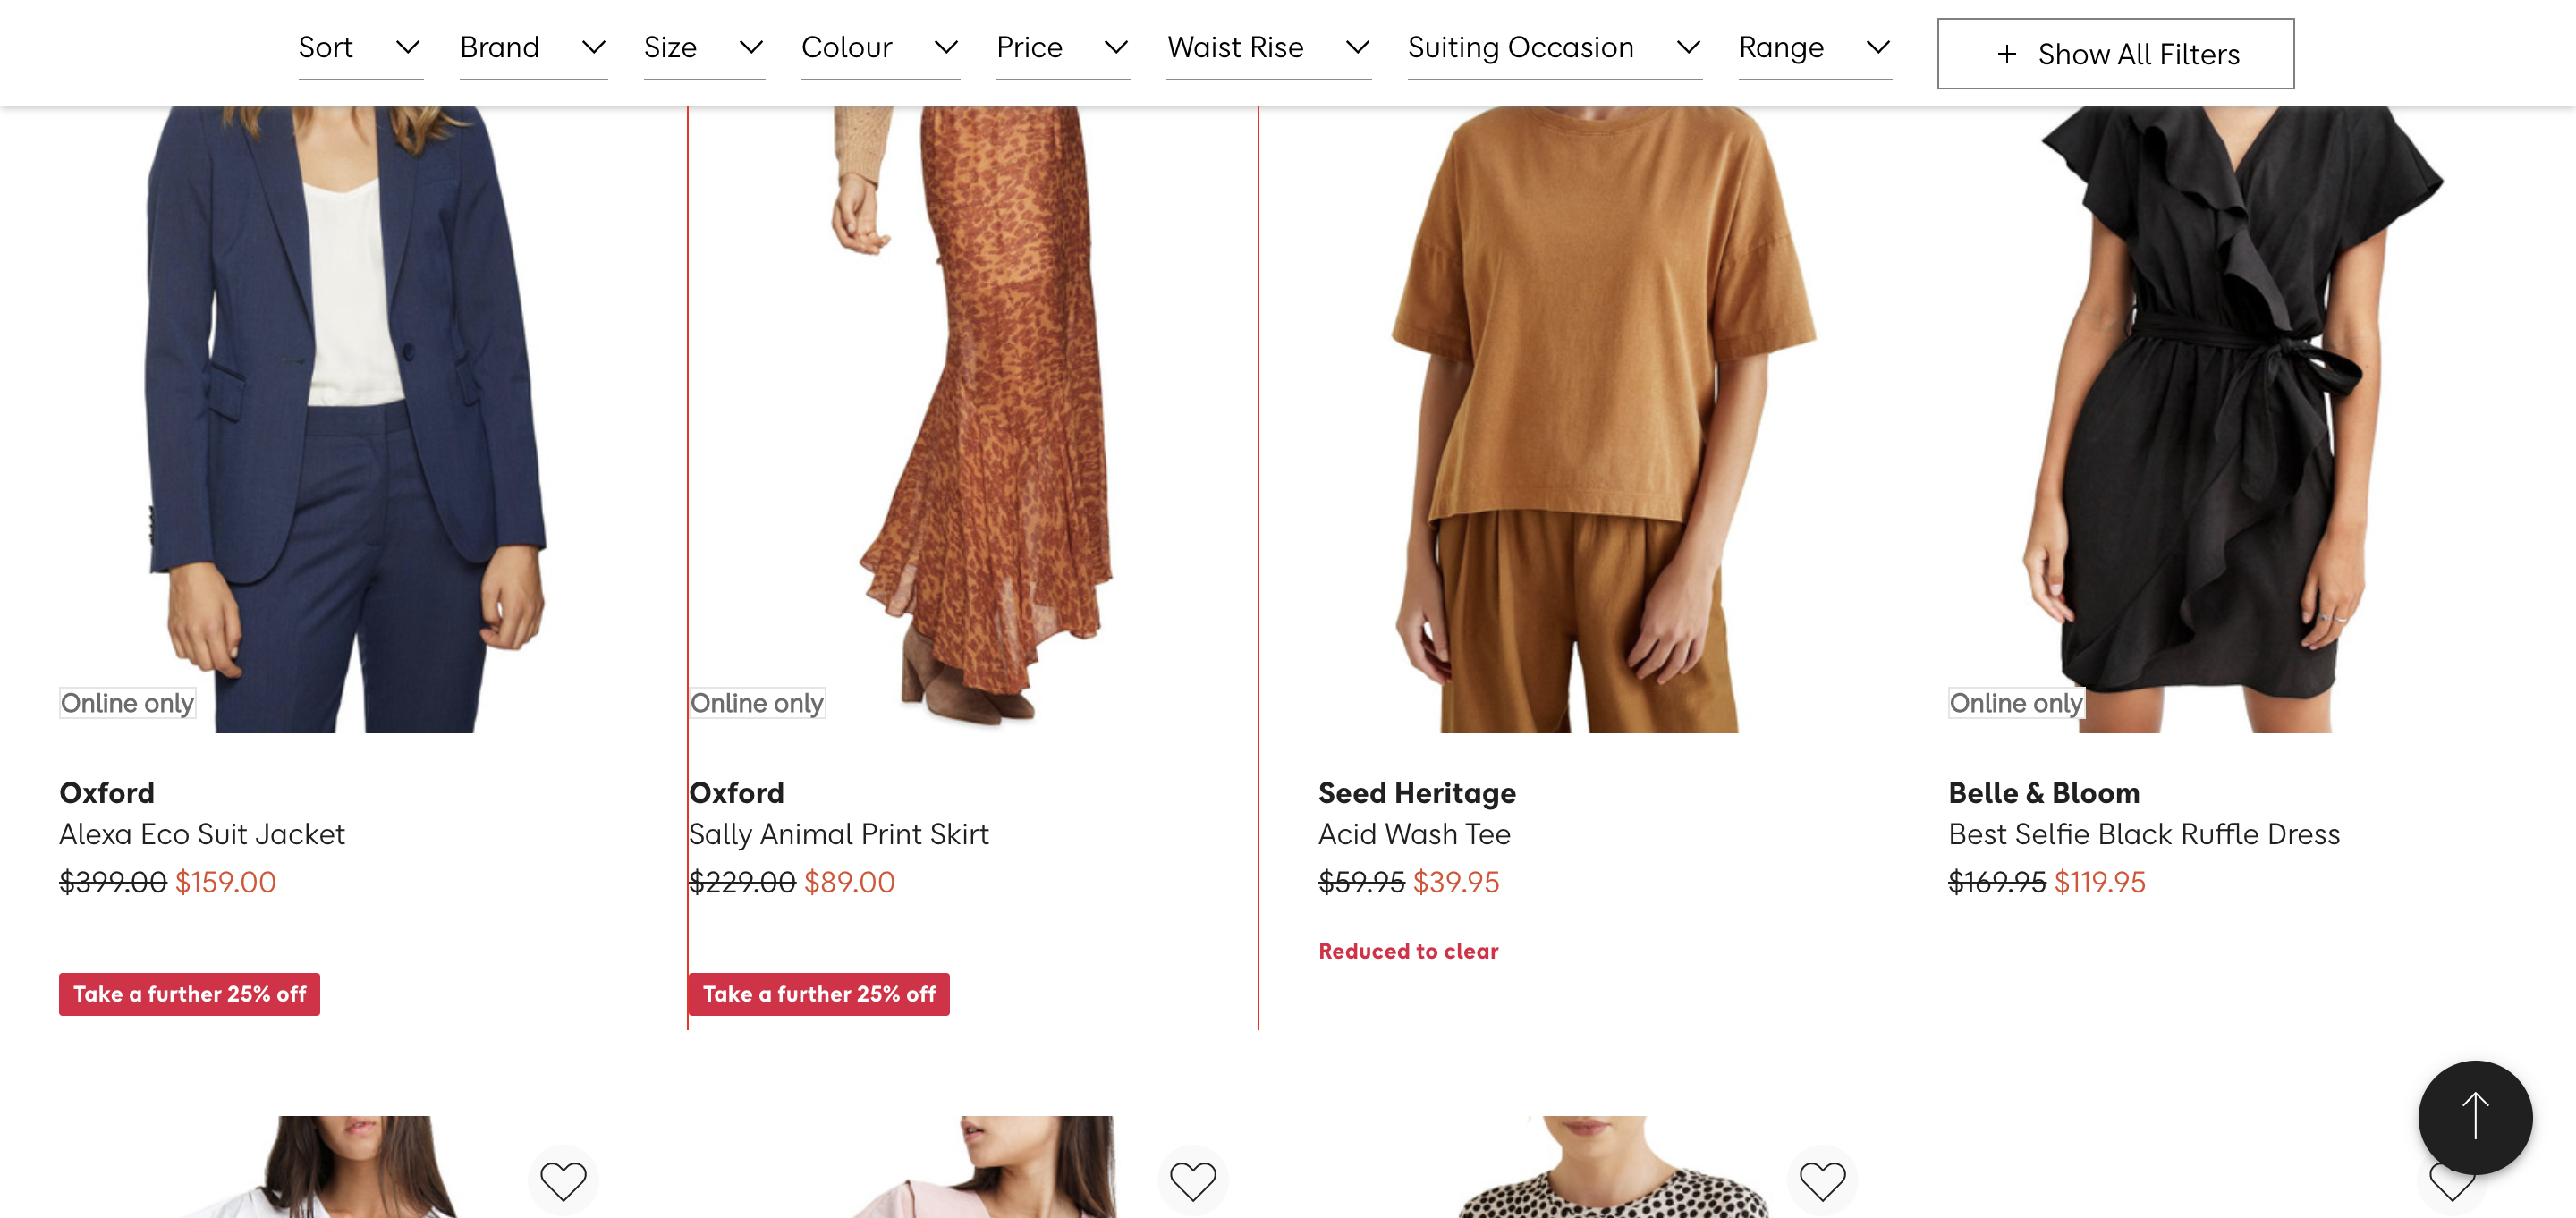 Sort Brand Size Colour Price Waist Rise Suiting Occasion Range + Show All Filters
Online only
Oxford
Alexa Eco Suit Jacket
$399.00 $159.00
Take a further 25% off
Online only
Oxford
Sally Animal Print Skirt
$229.00 $89.00
Take a further 25% off
Seed Heritage
Acid Wash Tee
$59.95 $39.95
Reduced to clear
Online only
Belle & Bloom
Best Selfie Black Ruffle Dress
$169.95 $119.95